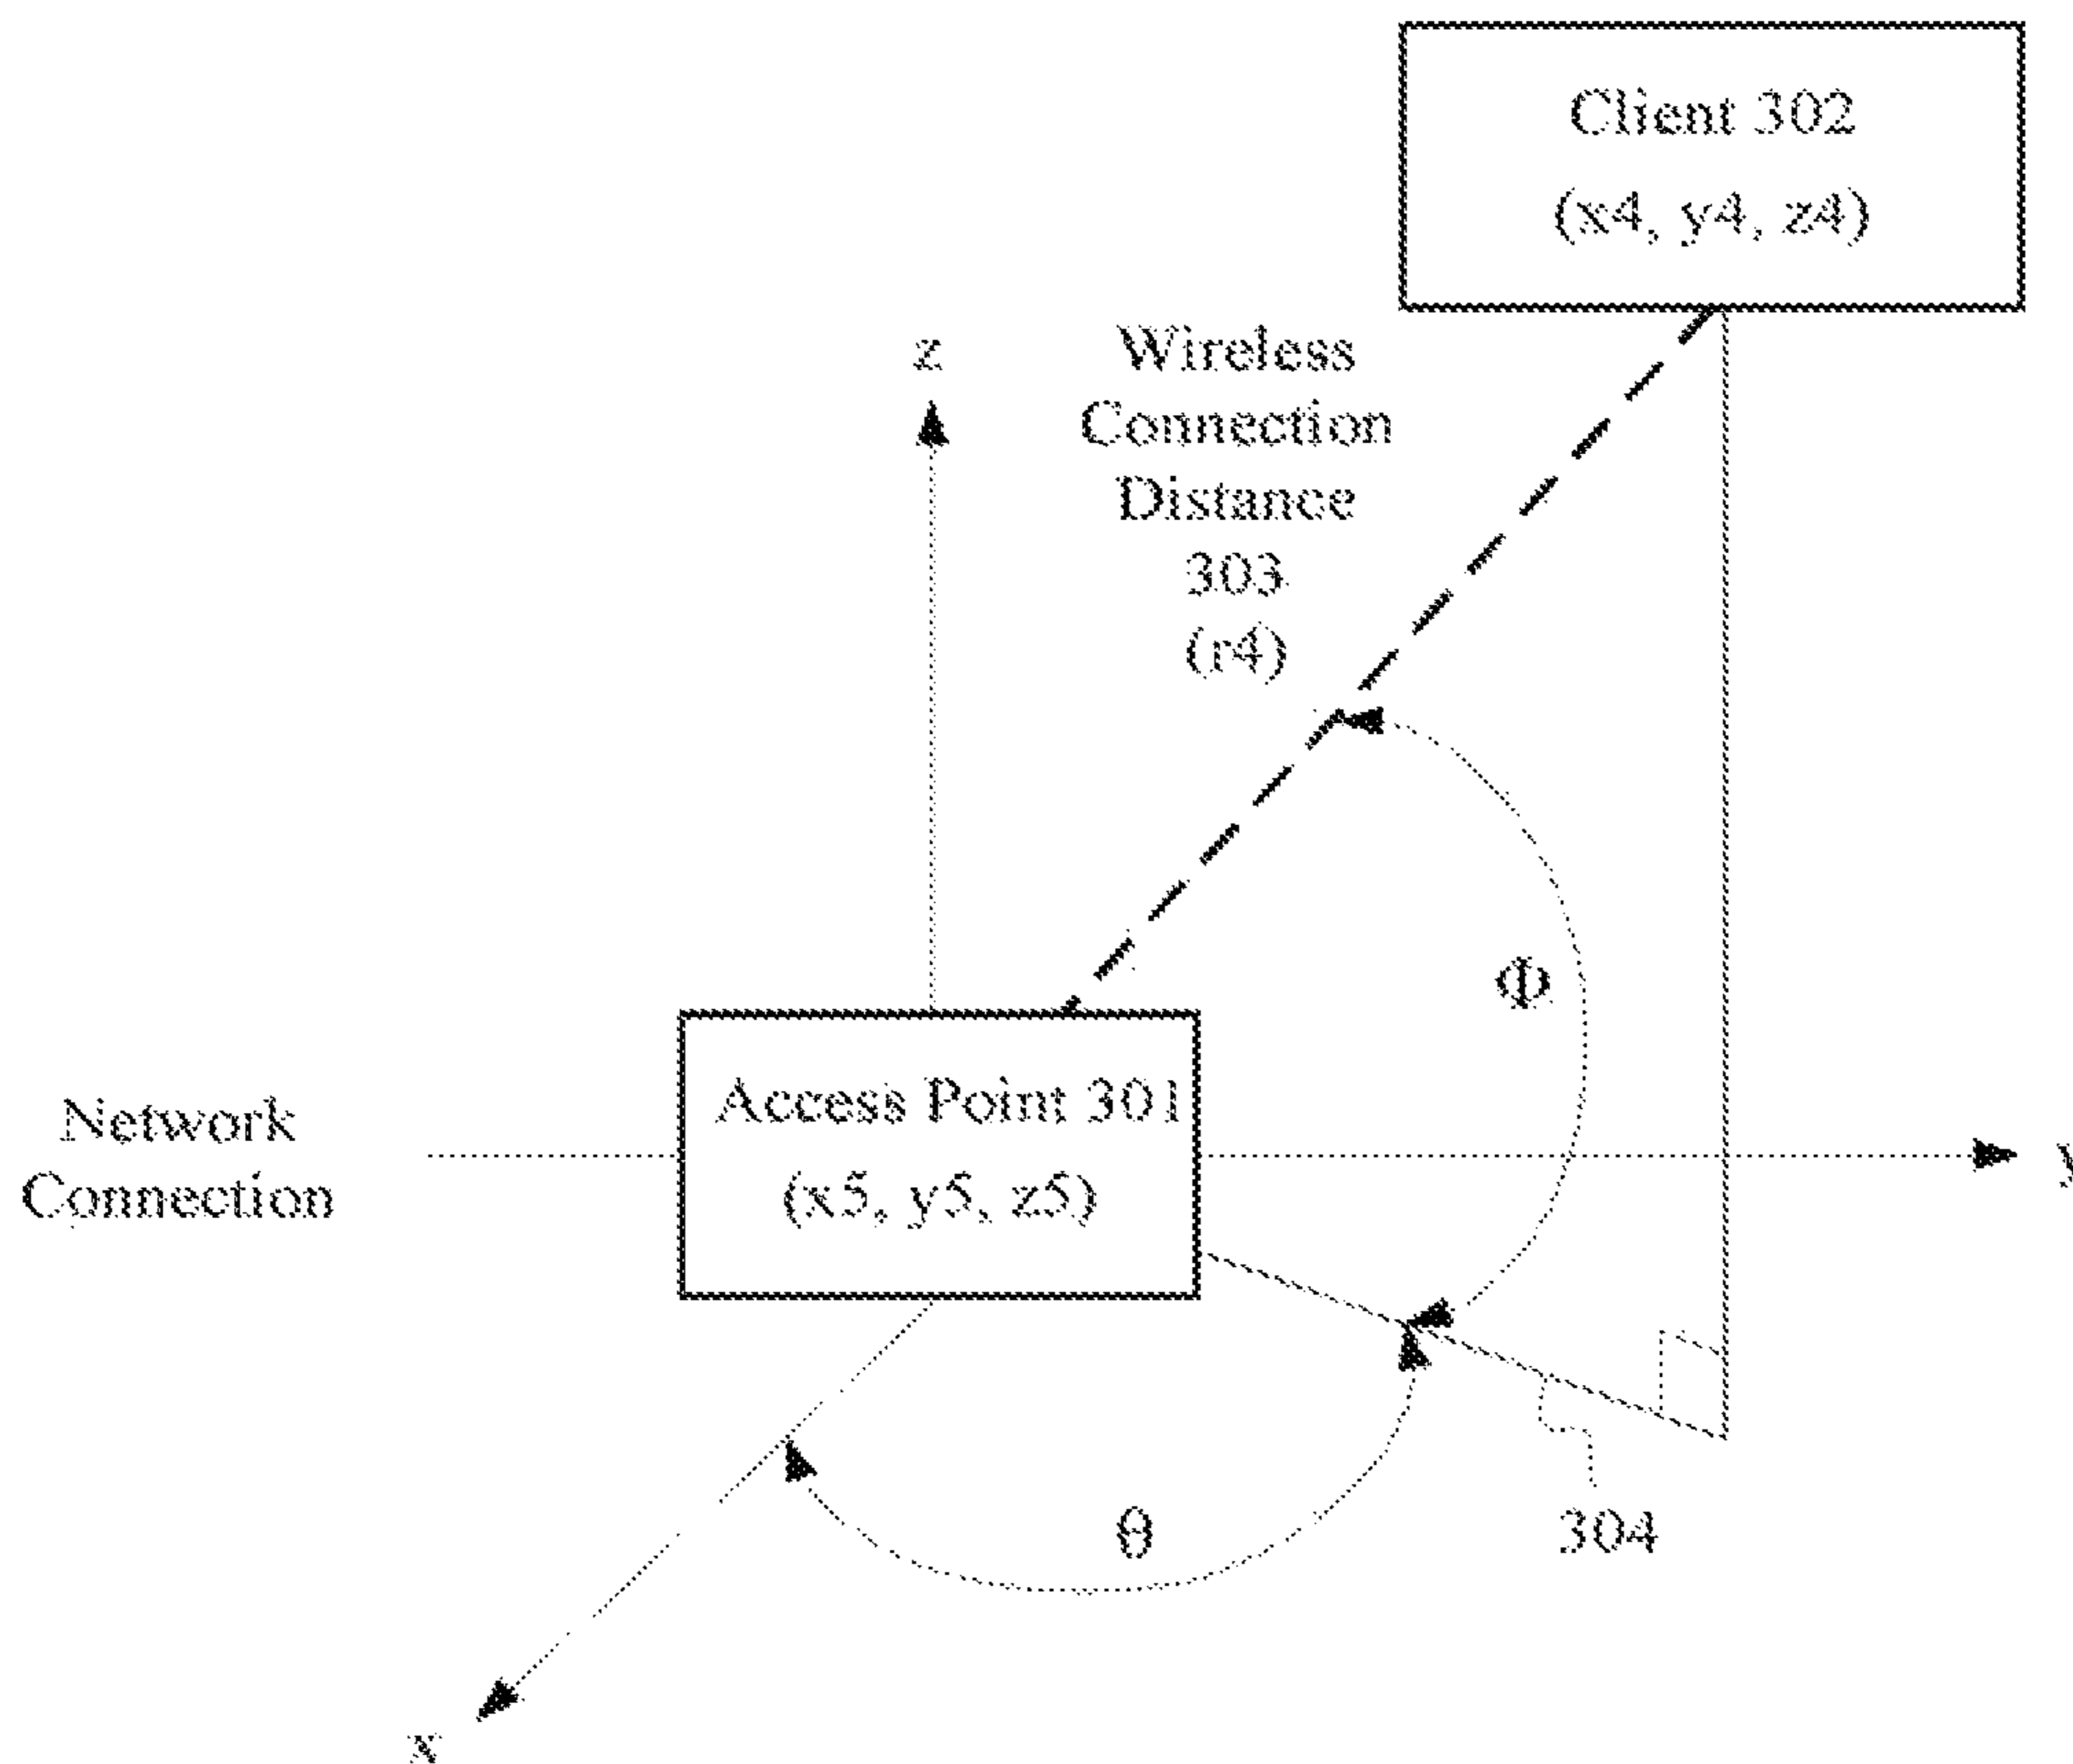 Client 302
(x4, y4, z4)
z
Wireless
Connection
Distance
303
(r4)
Φ
Access Point 301
(x5, y5, z5)
Network
Connection
y
θ
304
x